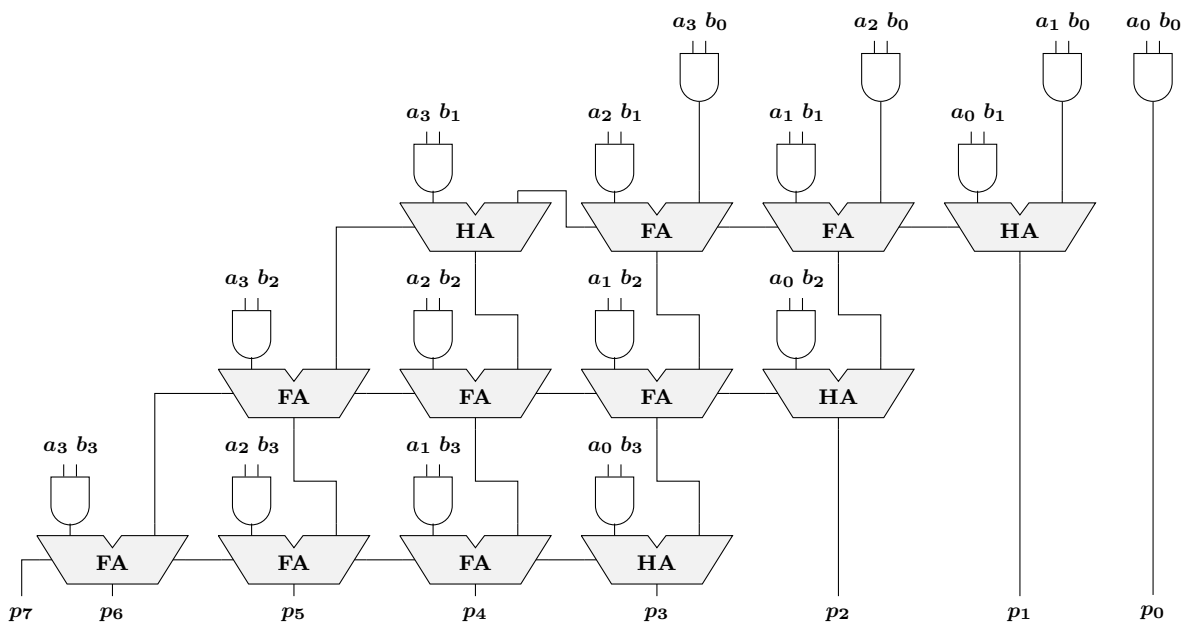 a₃ b₀ a₂ b₀ a₁ b₀ a₀ b₀
a₃ b₁ a₂ b₁ a₁ b₁ a₀ b₁
HA FA FA HA
a₃ b₂ a₂ b₂ a₁ b₂ a₀ b₂
FA FA FA HA
a₃ b₃ a₂ b₃ a₁ b₃ a₀ b₃
FA FA FA HA
p₇ p₆ p₅ p₄ p₃ p₂ p₁ p₀